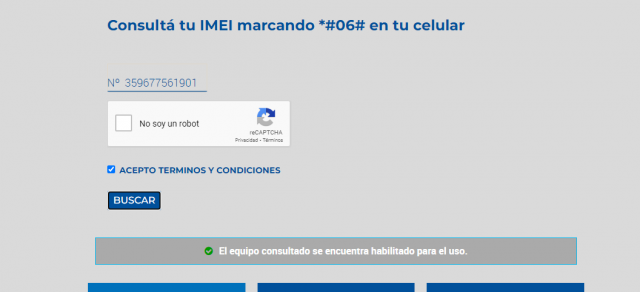 Consultá tu IMEI marcando *#06# en tu celular
Nº 359677561901
No soy un robot
reCAPTCHA
Privacidad - Términos
ACEPTO TERMINOS Y CONDICIONES
BUSCAR
El equipo consultado se encuentra habilitado para el uso.